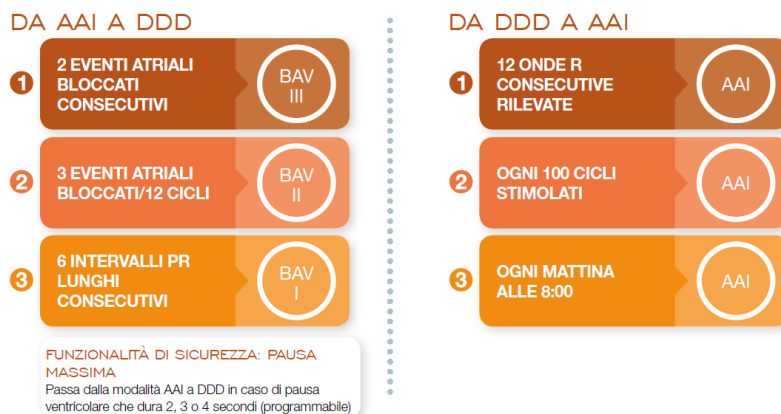 DA AAI A DDD
1
2 EVENTI ATRIALI
BLOCCATI
CONSECUTIVI
BAV
III
2
3 EVENTI ATRIALI
BLOCCATI/12 CICLI
BAV
II
3
6 INTERVALLI PR
LUNGHI
CONSECUTIVI
BAV
I
FUNZIONALITÀ DI SICUREZZA: PAUSA
MASSIMA
Passa dalla modalità AAI a DDD in caso di pausa
ventricolare che dura 2, 3 o 4 secondi (programmabile)
DA DDD A AAI
1
12 ONDE R
CONSECUTIVE
RILEVATE
AAI
2
OGNI 100 CICLI
STIMOLATI
AAI
3
OGNI MATTINA
ALLE 8:00
AAI